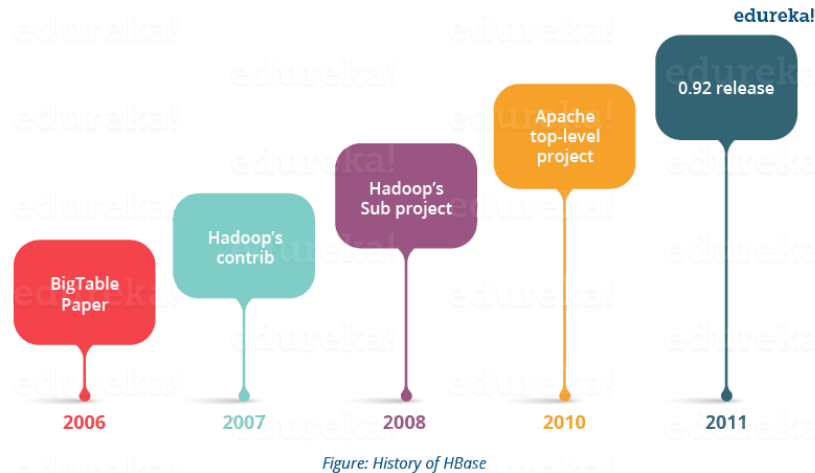 edureka!
0.92 release
Apache
top-level
project
Hadoop's
Sub project
Hadoop's
contrib
BigTable
Paper
2006
2007
2008
2010
2011
Figure: History of HBase